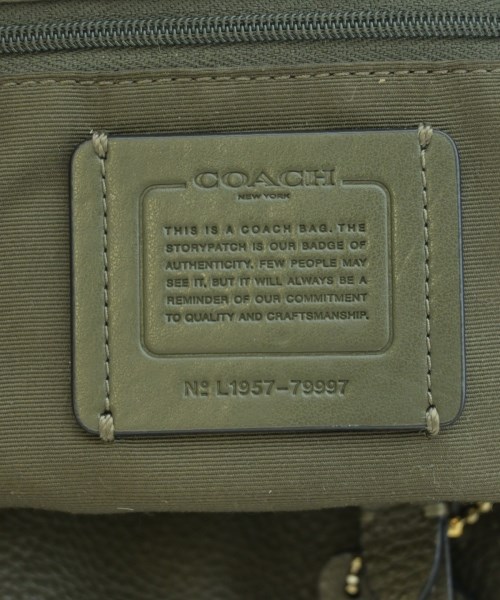 COACH
NEW YORK
THIS IS A COACH BAG. THE
STORYPATCH IS OUR BADGE OF
AUTHENTICITY. FEW PEOPLE MAY
SEE IT, BUT IT WILL ALWAYS BE A
REMINDER OF OUR COMMITMENT
TO QUALITY AND CRAFTSMANSHIP.
Nº L1957-79997